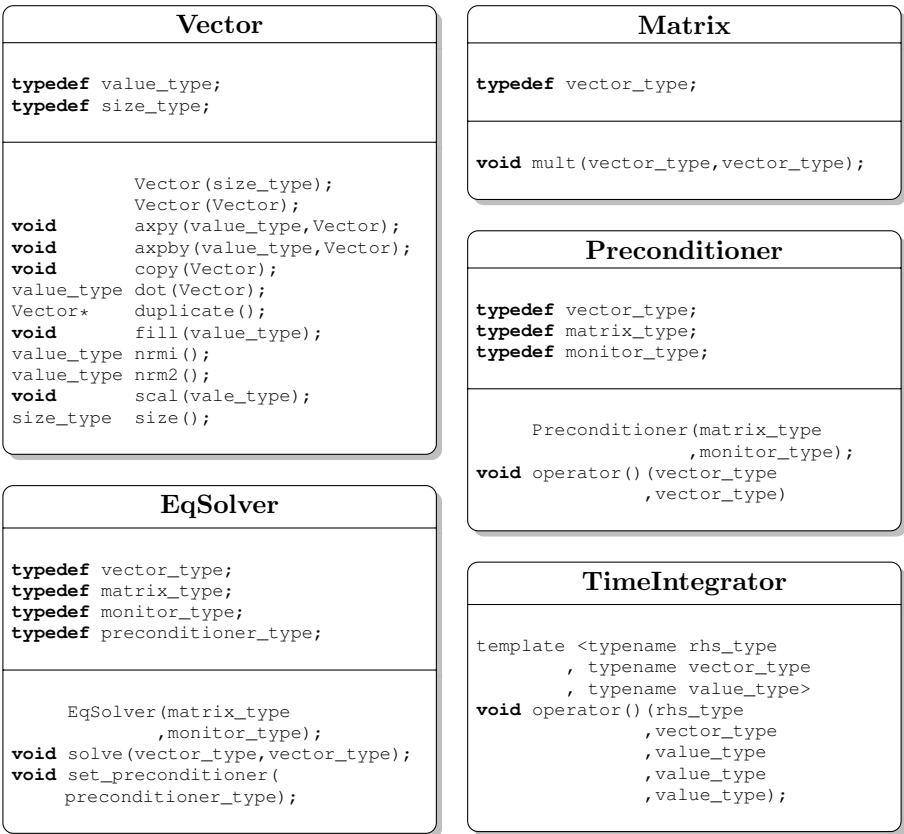 Vector
typedef value_type;
typedef size_type;
Vector(size_type);
Vector(Vector);
void axpy(value_type,Vector);
void axpby(value_type,Vector);
void copy(Vector);
value_type dot(Vector);
Vector* duplicate();
void fill(value_type);
value_type nrmi();
value_type nrm2();
void scal(vale_type);
size_type size();
EqSolver
typedef vector_type;
typedef matrix_type;
typedef monitor_type;
typedef preconditioner_type;
EqSolver(matrix_type
,monitor_type);
void solve(vector_type,vector_type);
void set_preconditioner(
preconditioner_type);
Matrix
typedef vector_type;
void mult(vector_type,vector_type);
Preconditioner
typedef vector_type;
typedef matrix_type;
typedef monitor_type;
Preconditioner(matrix_type
,monitor_type);
void operator()(vector_type
,vector_type)
TimeIntegrator
template <typename rhs_type
, typename vector_type
, typename value_type>
void operator()(rhs_type
,vector_type
,value_type
,value_type
,value_type);